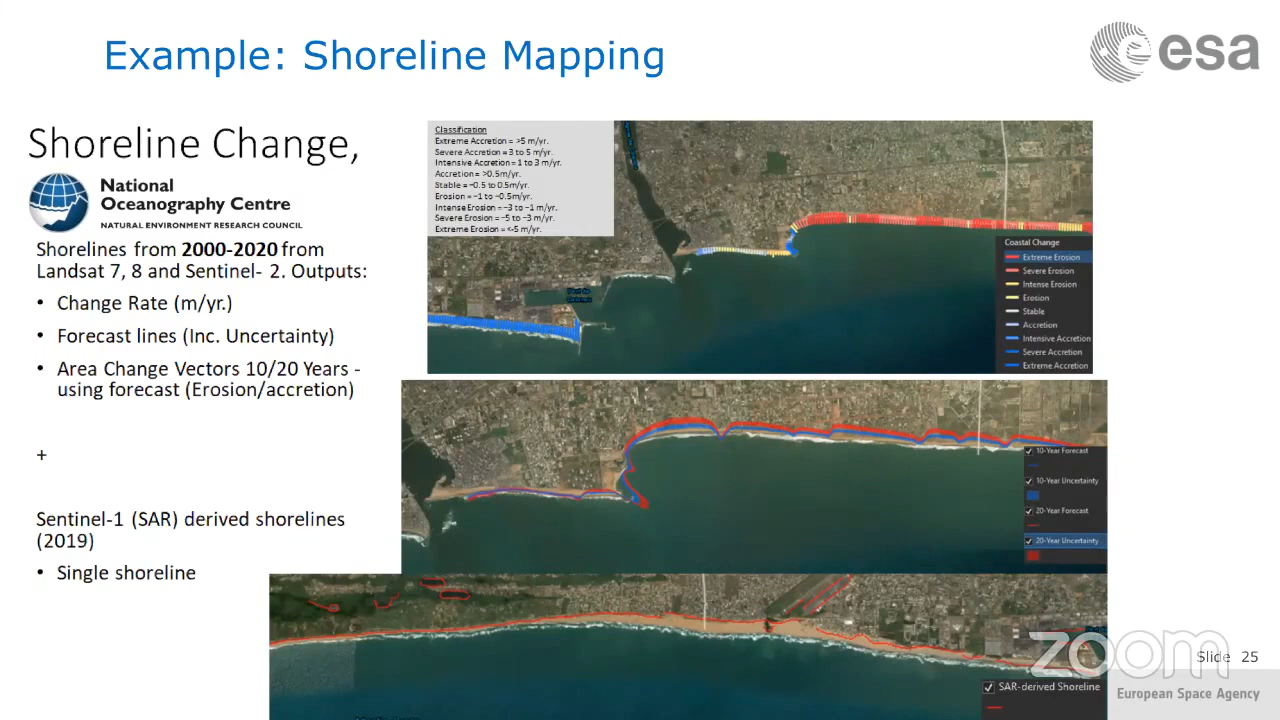 Example: Shoreline Mapping
esa
Shoreline Change,
National
Oceanography Centre
NATURAL ENVIRONMENT RESEARCH COUNCIL
Shorelines from 2000-2020 from
Landsat 7, 8 and Sentinel- 2. Outputs:
• Change Rate (m/yr.)
• Forecast lines (Inc. Uncertainty)
• Area Change Vectors 10/20 Years -
using forecast (Erosion/accretion)
+
Sentinel-1 (SAR) derived shorelines
(2019)
• Single shoreline
Classification
Extreme Accretion = >5 m/yr.
Severe Accretion = 3 to 5 m/yr.
Intensive Accretion = 1 to 3 m/yr.
Accretion = >0.5m/yr.
Stable = -0.5 to 0.5m/yr.
Erosion = -1 to -0.5m/yr.
Intense Erosion = -3 to -1 m/yr.
Severe Erosion = -5 to -3 m/yr.
Extreme Erosion = <-5 m/yr.
Coastal Change
Extreme Erosion
Severe Erosion
Intense Erosion
Erosion
Stable
Accretion
Intensive Accretion
Severe Accretion
Extreme Accretion
10-Year Forecast
10-Year Uncertainty
20-Year Forecast
20-Year Uncertainty
SAR-derived Shoreline
zoom
Slide 25
European Space Agency